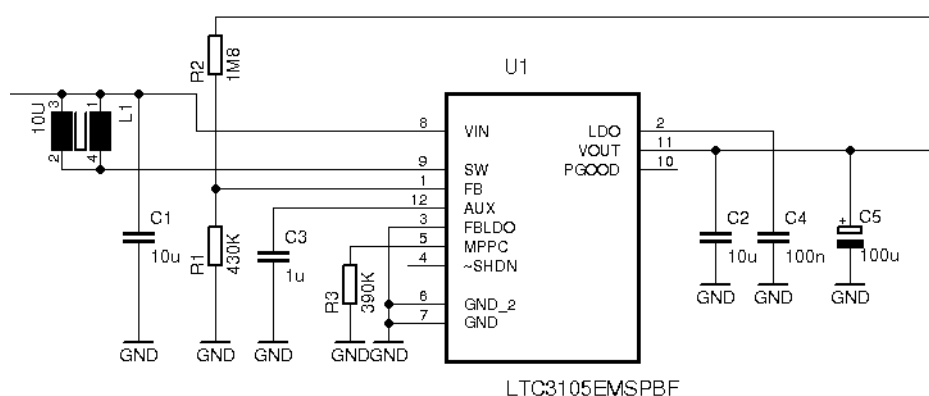 R2
1M8
U1
10U
3
1
L1
2
4
8
VIN
9
SW
1
FB
12
AUX
3
FBLDO
5
MPPC
4
~SHDN
6
GND_2
7
GND
LDO
2
VOUT
11
PGOOD
10
C1
10u
R1
430K
C3
1u
R3
390K
C2
10u
C4
100n
+
C5
100u
GND
GND
GND
GND
GND
GND
GND
GND
LTC3105EMSPBF